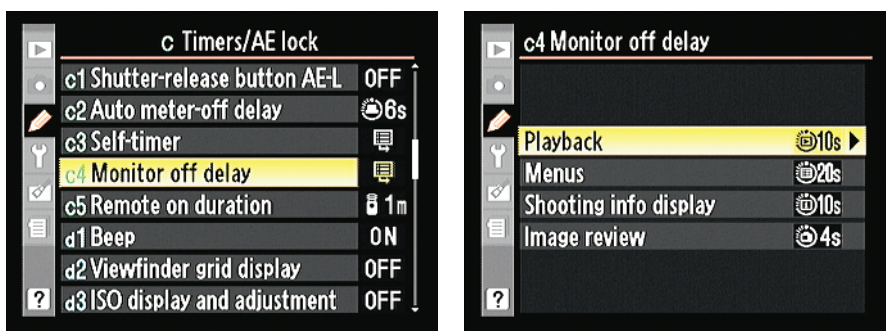 c Timers/AE lock
c1 Shutter-release button AE-L OFF
c2 Auto meter-off delay 6s
c3 Self-timer
c4 Monitor off delay
c5 Remote on duration 1m
d1 Beep ON
d2 Viewfinder grid display OFF
d3 ISO display and adjustment OFF
?
c4 Monitor off delay
Playback 10s
Menus 20s
Shooting info display 10s
Image review 4s
?